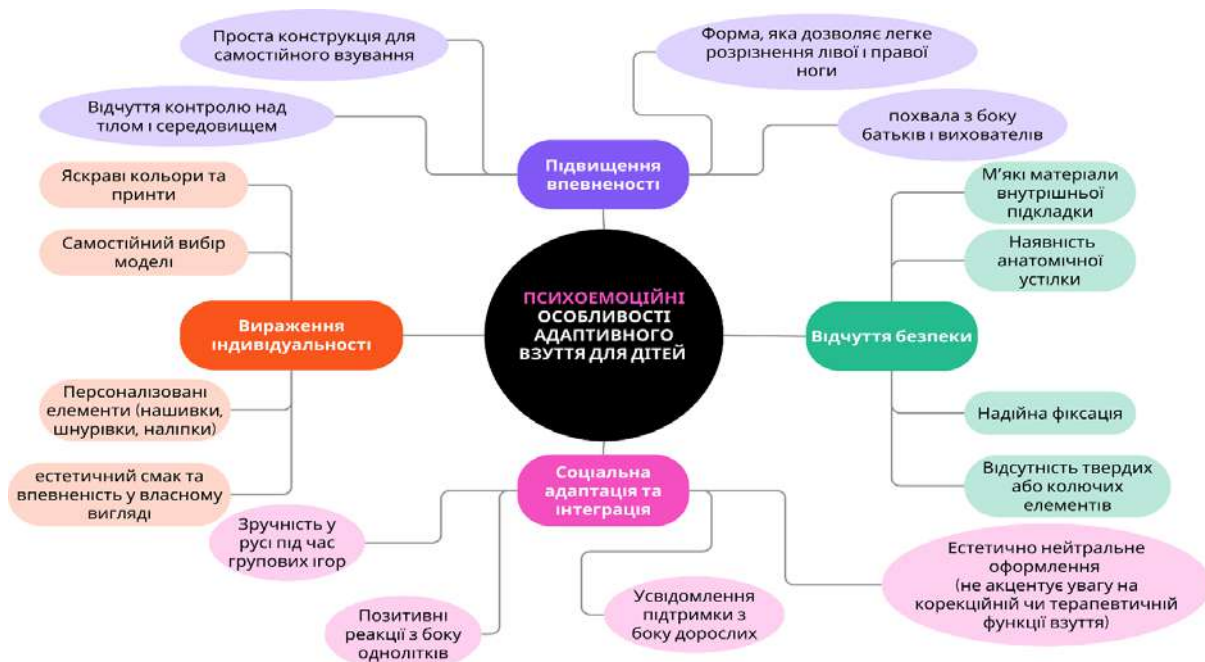 Проста конструкція для
самостійного взування
Форма, яка дозволяє легке
розрізнення лівої і правої
ноги
Відчуття контролю над
тілом і середовищем
похвала з боку
батьків і вихователів
Підвищення
впевненості
Яскраві кольори та
принти
Самостійний вибір
моделі
Вираження
індивідуальності
Персоналізовані
елементи (нашивки,
шнурівки, наліпки)
естетичний смак та
впевненість у власному
вигляді
ПСИХОЕМОЦІЙНІ
ОСОБЛИВОСТІ
АДАПТИВНОГО
ВЗУТТЯ ДЛЯ ДІТЕЙ
М’які матеріали
внутрішньої
підкладки
Наявність
анатомічної
устілки
Відчуття безпеки
Надійна фіксація
Відсутність твердих
або колючих
елементів
Соціальна
адаптація та
інтеграція
Зручність у
русі під час
групових ігор
Позитивні
реакції з боку
однолітків
Усвідомлення
підтримки з
боку дорослих
Естетично нейтральне
оформлення
(не акцентує увагу на
корекційній чи терапевтичній
функції взуття)